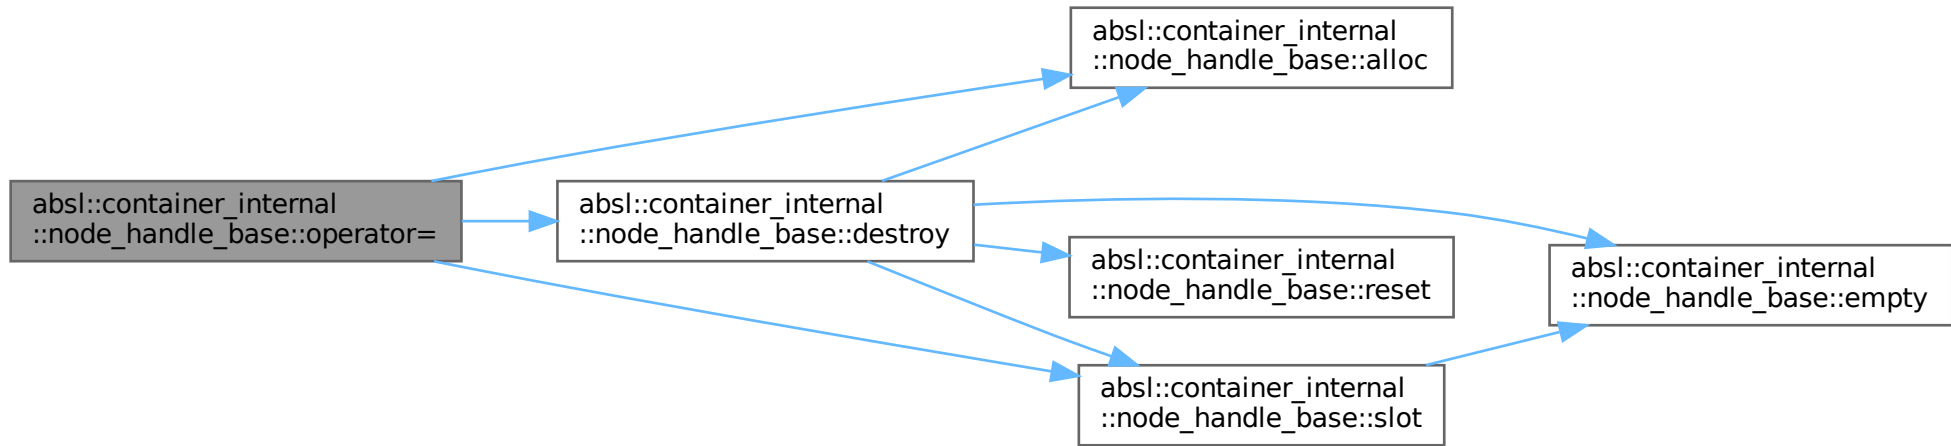 absl::container_internal
::node_handle_base::alloc
absl::container_internal
::node_handle_base::operator=
absl::container_internal
::node_handle_base::destroy
absl::container_internal
::node_handle_base::reset
absl::container_internal
::node_handle_base::empty
absl::container_internal
::node_handle_base::slot